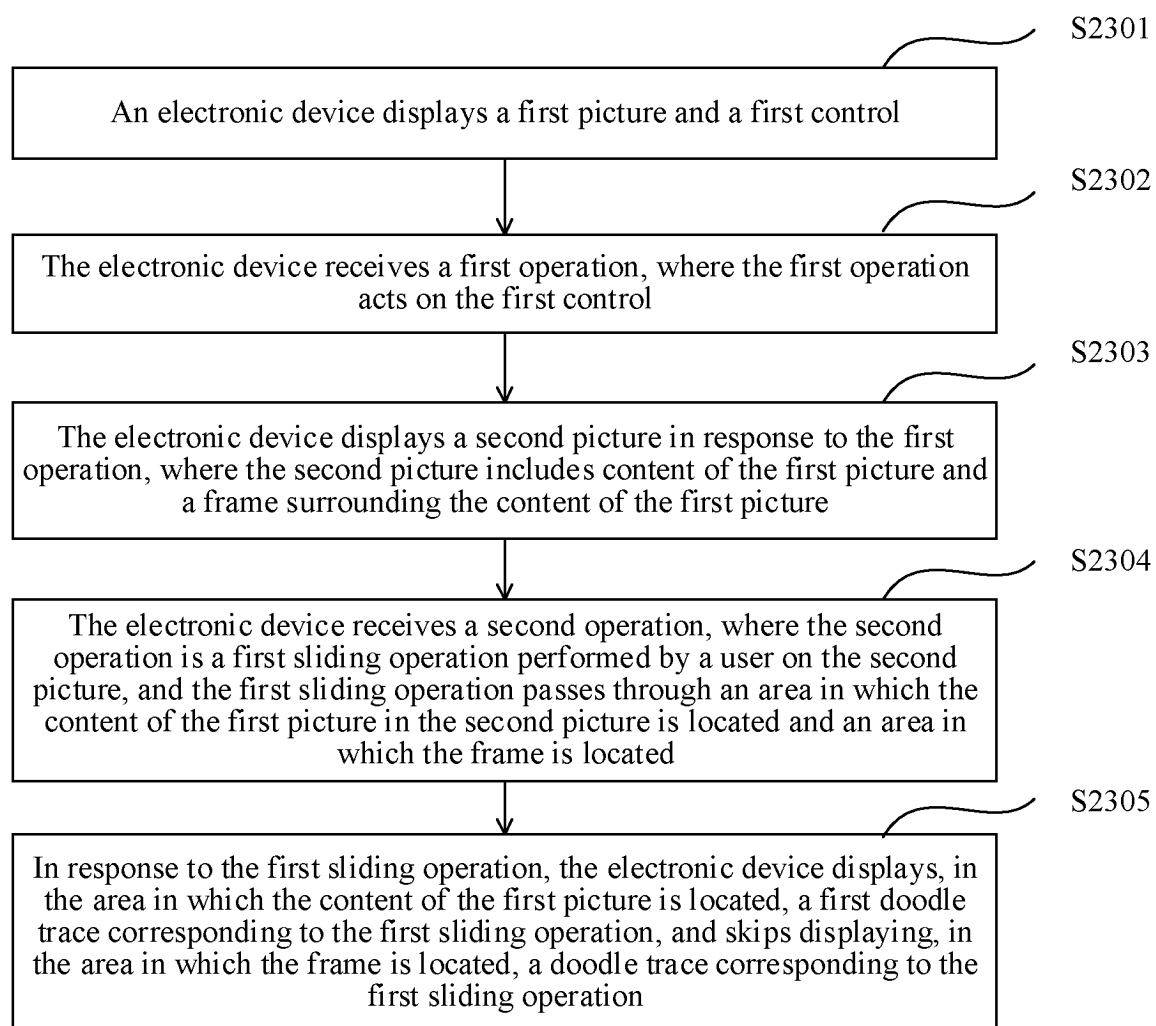 S2301
An electronic device displays a first picture and a first control
S2302
The electronic device receives a first operation, where the first operation
acts on the first control
S2303
The electronic device displays a second picture in response to the first
operation, where the second picture includes content of the first picture and
a frame surrounding the content of the first picture
S2304
The electronic device receives a second operation, where the second
operation is a first sliding operation performed by a user on the second
picture, and the first sliding operation passes through an area in which the
content of the first picture in the second picture is located and an area in
which the frame is located
S2305
In response to the first sliding operation, the electronic device displays, in
the area in which the content of the first picture is located, a first doodle
trace corresponding to the first sliding operation, and skips displaying, in
the area in which the frame is located, a doodle trace corresponding to the
first sliding operation